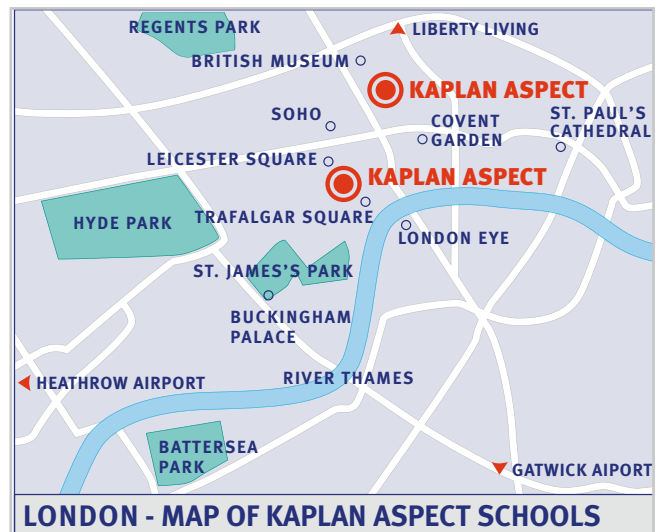 REGENTS PARK
LIBERTY LIVING
BRITISH MUSEUM
KAPLAN ASPECT
SOHO
COVENT
GARDEN
ST. PAUL'S
CATHEDRAL
LEICESTER SQUARE
KAPLAN ASPECT
HYDE PARK
TRAFALGAR SQUARE
LONDON EYE
ST. JAMES'S PARK
BUCKINGHAM
PALACE
RIVER THAMES
HEATHROW AIRPORT
BATTERSEA
PARK
GATWICK AIPORT
LONDON - MAP OF KAPLAN ASPECT SCHOOLS